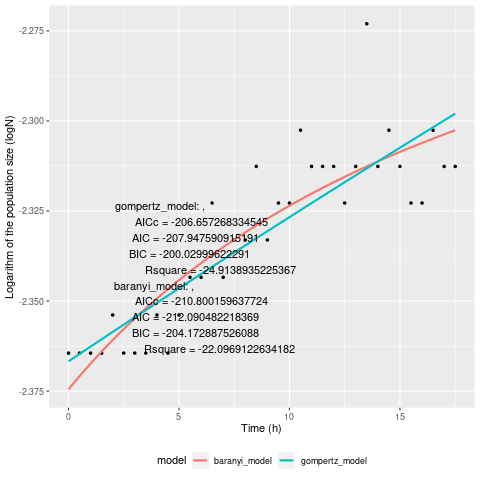 -2.275
-2.300
-2.325
-2.350
-2.375
Logarithm of the population size (logN)
gompertz_model: ,
AICc = -206.657268334545
AIC = -207.947590915191
BIC = -200.02999622291
Rsquare = -24.9138935225367
baranyi_model: ,
AICc = -210.800159637724
AIC = -212.090482218369
BIC = -204.172887526088
Rsquare = -22.0969122634182
0 5 10 15
Time (h)
model baranyi_model gompertz_model